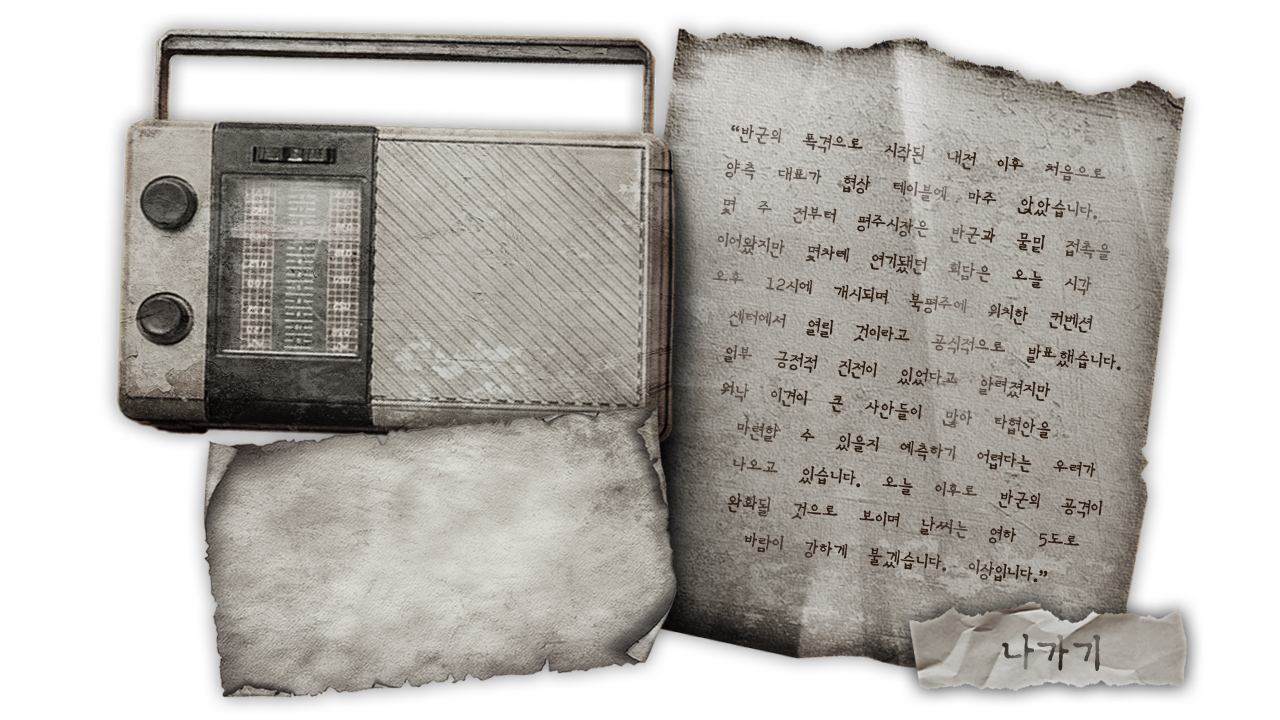 “반군의 폭격으로 시작된 내전 이후 처음으로
양측 대표가 협상 테이블에 마주 앉았습니다.
몇 주 전부터 평주시장은 반군과 물밑 접촉을
이어왔지만 몇차례 연기됐던 회담은 오늘 시각
오후 12시에 개시되며 북평주에 위치한 컨벤션
센터에서 열릴 것이라고 공식적으로 발표했습니다.
일부 긍정적 진전이 있었다고 알려졌지만
워낙 이견이 큰 사안들이 많아 타협안을
마련할 수 있을지 예측하기 어렵다는 우려가
나오고 있습니다. 오늘 이후로 반군의 공격이
완화될 것으로 보이며 날씨는 영하 5도로
바람이 강하게 불겠습니다. 이상입니다.”
나가기